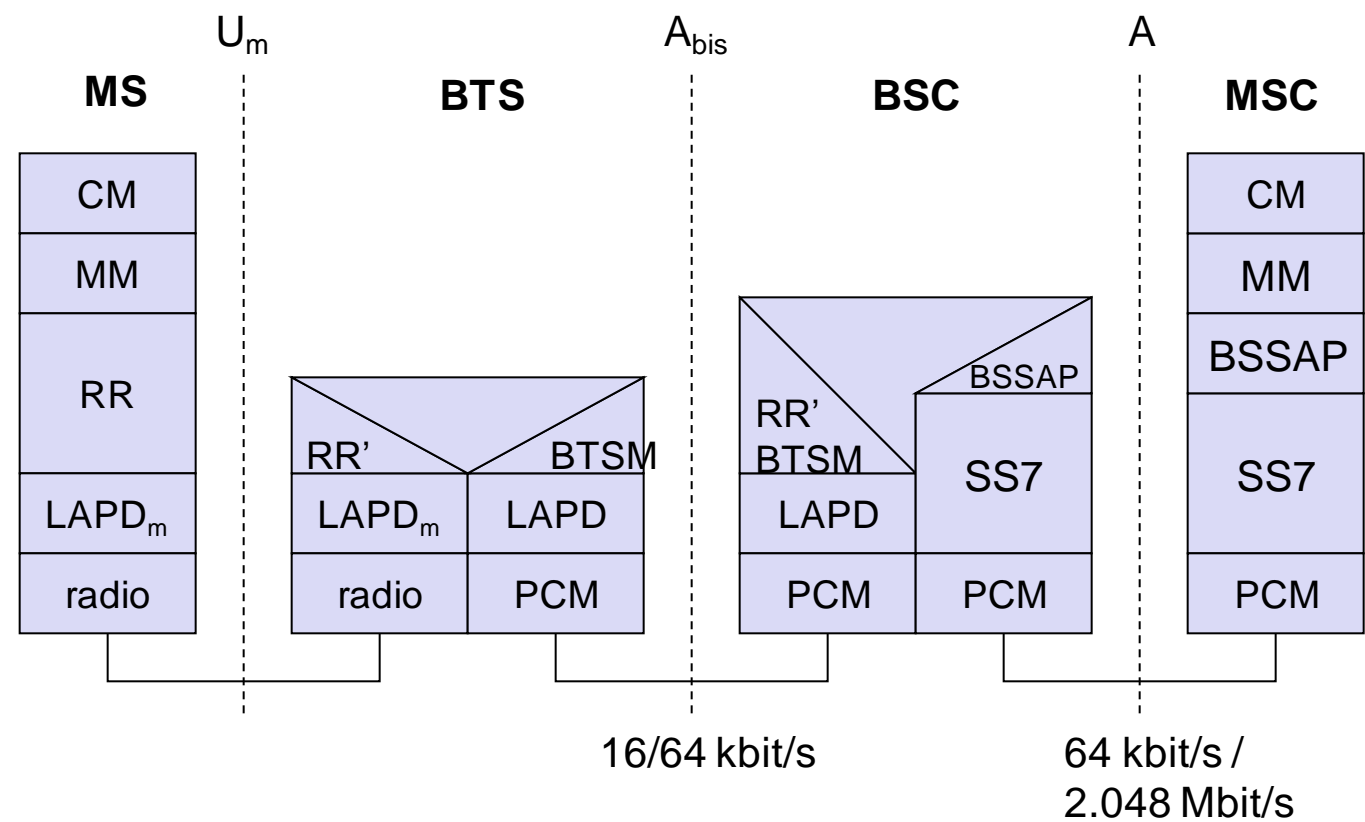 Um
Abis
A
MS
BTS
BSC
MSC
CM
MM
RR
LAPDm
radio
RR’
BTSM
LAPDm
LAPD
radio
PCM
RR’
BTSM
BSSAP
LAPD
SS7
PCM
PCM
CM
MM
BSSAP
SS7
PCM
16/64 kbit/s
64 kbit/s /
2.048 Mbit/s